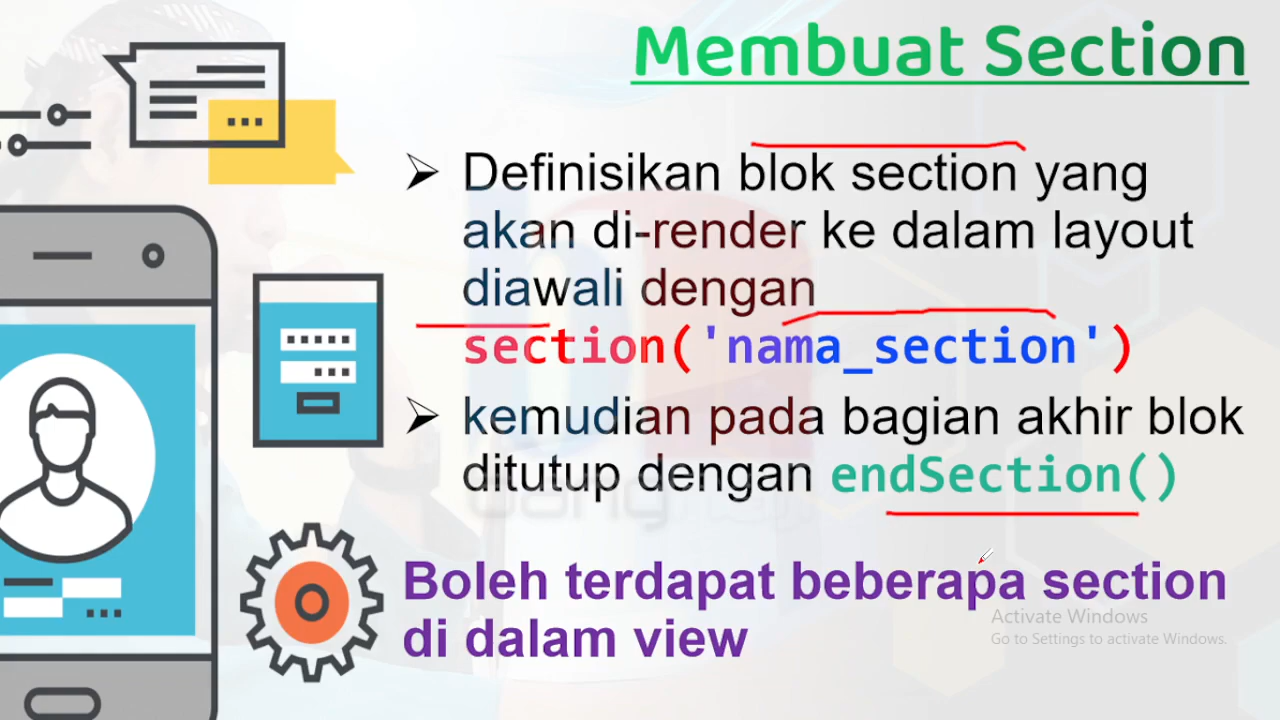 Membuat Section
Definisikan blok section yang
akan di-render ke dalam layout
diawali dengan
section('nama_section')
kemudian pada bagian akhir blok
ditutup dengan endSection()
Boleh terdapat beberapa section
di dalam view
Activate Windows
Go to Settings to activate Windows.